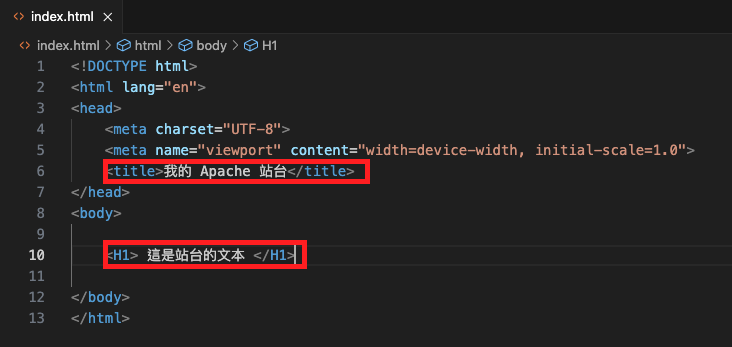 index.html ×
index.html > html > body > H1
1 <!DOCTYPE html>
2 <html lang="en">
3 <head>
4 <meta charset="UTF-8">
5 <meta name="viewport" content="width=device-width, initial-scale=1.0">
6 <title>我的 Apache 站台</title>
7 </head>
8 <body>
9
10 <H1> 這是站台的文本 </H1>
11
12 </body>
13 </html>